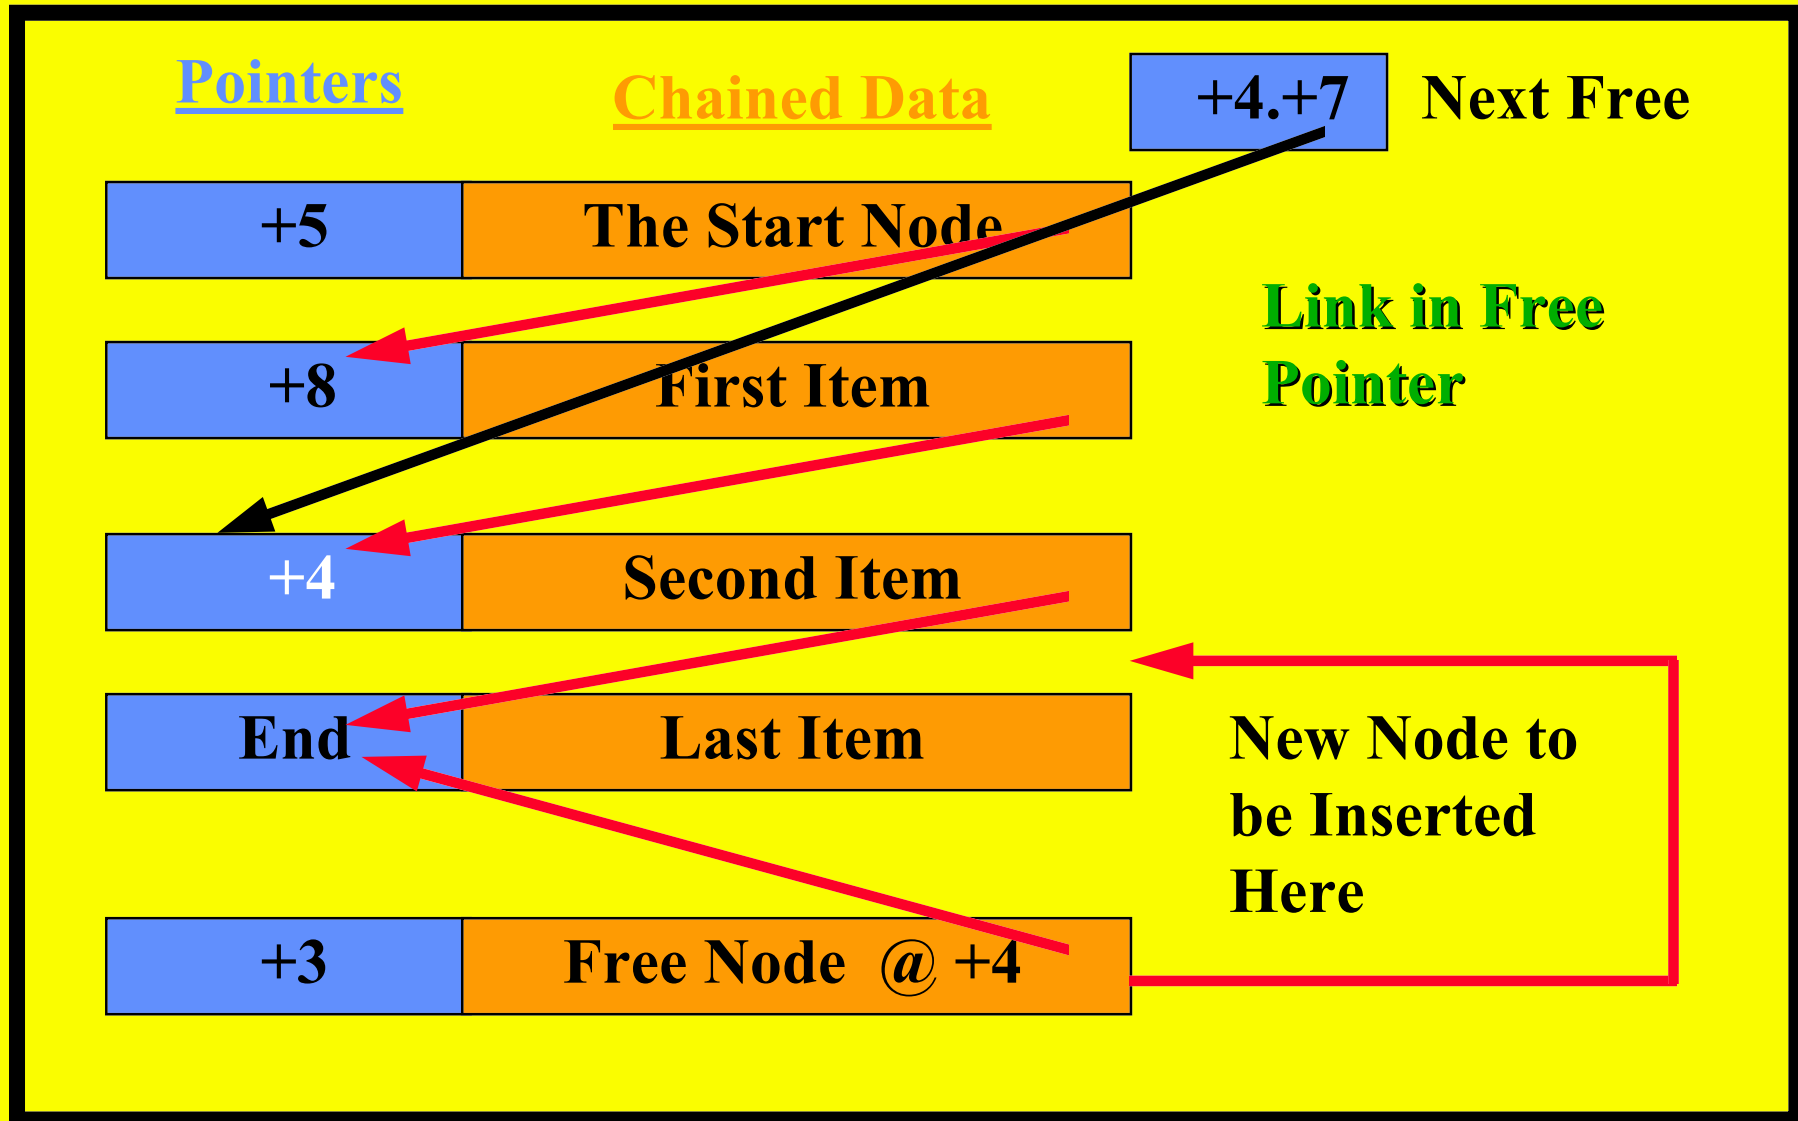 Pointers
Chained Data
+4.+7 Next Free
+5 The Start Node
Link in Free
Pointer
+8 First Item
+4 Second Item
End Last Item
New Node to
be Inserted
Here
+3 Free Node @ +4